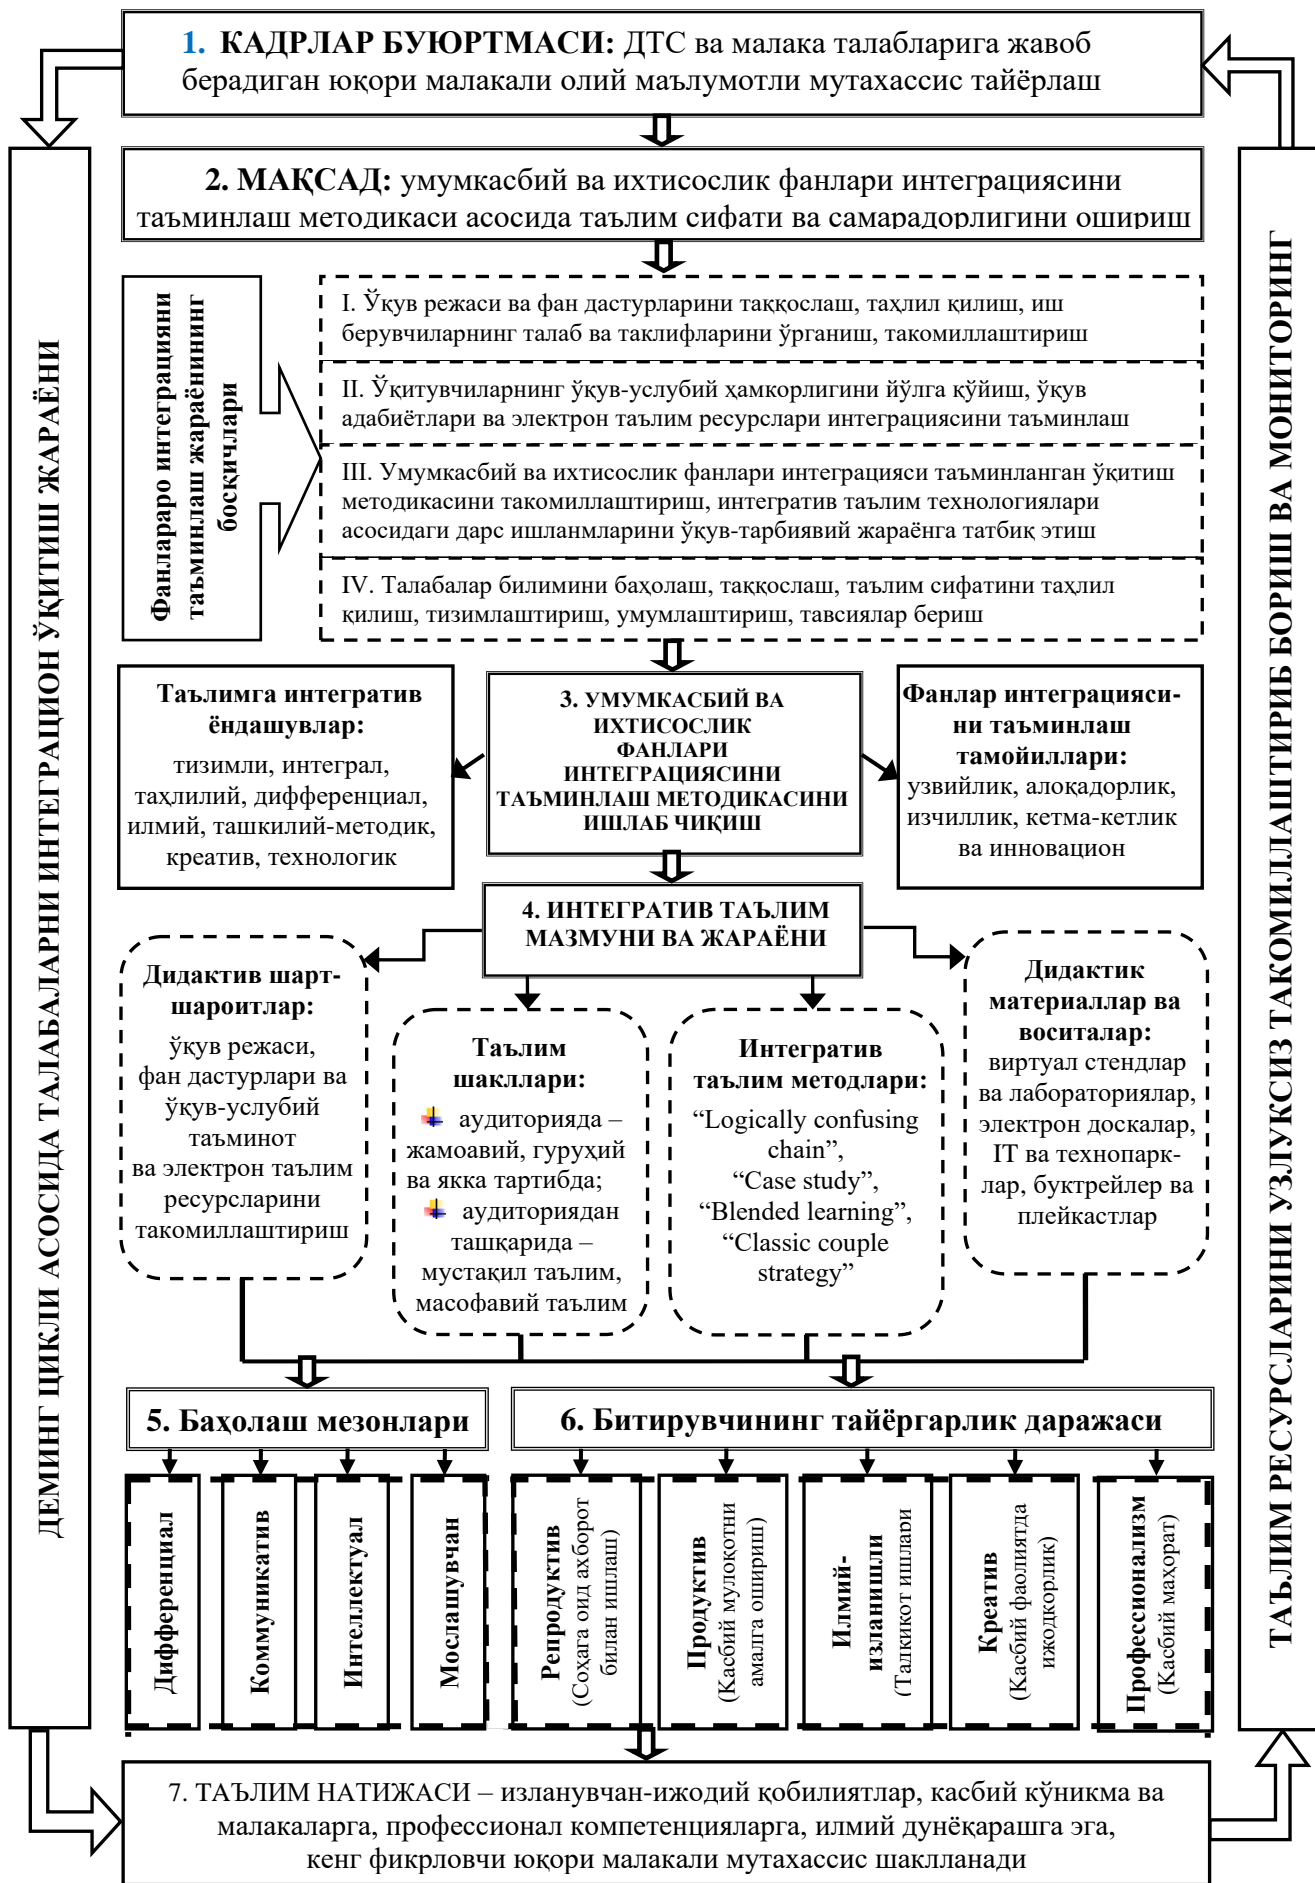 1. КАДРЛАР БУЮРТМАСИ: ДТС ва малака талабларига жавоб
берадиган юқори малакали олий маълумотли мутахассис тайёрлаш
2. МАҚСАД: умумкасбий ва ихтисослик фанлари интеграциясини
таъминлаш методикаси асосида таълим сифати ва самарадорлигини ошириш
ДЕМИНГ ЦИКЛИ АСОСИДА ТАЛАБАЛАРНИ ИНТЕГРАЦИОН ЎҚИТИШ ЖАРАЁНИ
Фанлараро интеграцияни
таъминлаш жараёнининг
босқичлари
I. Ўқув режаси ва фан дастурларини таққослаш, таҳлил қилиш, иш
берувчиларнинг талаб ва таклифларини ўрганиш, такомиллаштириш
II. Ўқитувчиларнинг ўқув-услубий ҳамкорлигини йўлга қўйиш, ўқув
адабиётлари ва электрон таълим ресурслари интеграциясини таъминлаш
III. Умумкасбий ва ихтисослик фанлари интеграцияси таъминланган ўқитиш
методикасини такомиллаштириш, интегратив таълим технологиялари
асосидаги дарс ишланмларини ўқув-тарбиявий жараёнга татбиқ этиш
IV. Талабалар билимини баҳолаш, таққослаш, таълим сифатини таҳлил
қилиш, тизимлаштириш, умумлаштириш, тавсиялар бериш
ТАЪЛИМ РЕСУРСЛАРИНИ УЗЛУКСИЗ ТАКОМИЛЛАШТИРИБ БОРИШ ВА МОНИТОРИНГ
Таълимга интегратив
ёндашувлар:
тизимли, интеграл,
таҳлилий, дифференциал,
илмий, ташкилий-методик,
креатив, технологик
3. УМУМКАСБИЙ ВА
ИХТИСОСЛИК
ФАНЛАРИ
ИНТЕГРАЦИЯСИНИ
ТАЪМИНЛАШ МЕТОДИКАСИНИ
ИШЛАБ ЧИҚИШ
Фанлар интеграцияси-
ни таъминлаш
тамойиллари:
узвийлик, алоқадорлик,
изчиллик, кетма-кетлик
ва инновацион
4. ИНТЕГРАТИВ ТАЪЛИМ
МАЗМУНИ ВА ЖАРАЁНИ
Дидактив шарт-
шароитлар:
ўқув режаси,
фан дастурлари ва
ўқув-услубий
таъминот
ва электрон таълим
ресурсларини
такомиллаштириш
Таълим
шакллари:
аудиторияда –
жамоавий, гуруҳий
ва якка тартибда;
аудиториядан
ташқарида –
мустақил таълим,
масофавий таълим
Интегратив
таълим методлари:
“Logically confusing
chain”,
“Case study”,
“Blended learning”,
“Classic couple
strategy”
Дидактик
материаллар ва
воситалар:
виртуал стендлар
ва лабораториялар,
электрон доскалар,
IT ва технопарк-
лар, буктрейлер ва
плейкастлар
5. Баҳолаш мезонлари
6. Битирувчининг тайёргарлик даражаси
Дифференциал
Коммуникатив
Интеллектуал
Мослашувчан
Репродуктив
(Соҳага оид ахборот
билан ишлаш)
Продуктив
(Касбий мулоқотни
амалга ошириш)
Илмий-
изланишли
(Тадқиқот ишлари
Креатив
(Касбий фаолиятда
ижодкорлик)
Профессионализм
(Касбий маҳорат)
7. ТАЪЛИМ НАТИЖАСИ – изланувчан-ижодий қобилиятлар, касбий кўникма ва
малакаларга, профессионал компетенцияларга, илмий дунёқарашга эга,
кенг фикрловчи юқори малакали мутахассис шаклланади